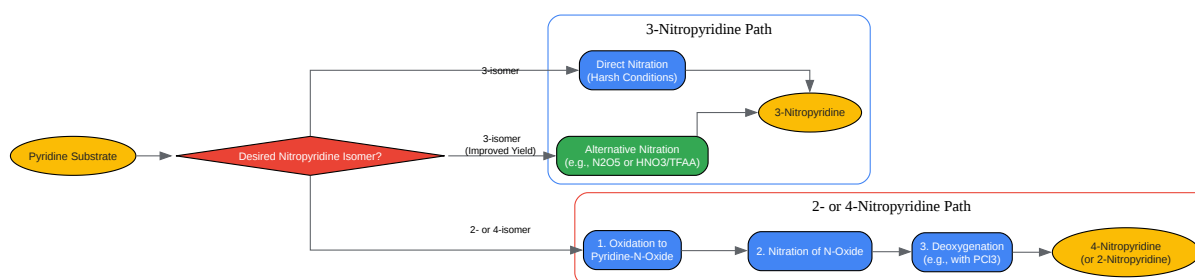 3-Nitropyridine Path
Direct Nitration
(Harsh Conditions)
3-isomer
3-Nitropyridine
Pyridine Substrate
Desired Nitropyridine Isomer?
3-isomer
(Improved Yield)
Alternative Nitration
(e.g., N2O5 or HNO3/TFAA)
2- or 4-Nitropyridine Path
2- or 4-isomer
1. Oxidation to
Pyridine-N-Oxide
2. Nitration of N-Oxide
3. Deoxygenation
(e.g., with PCl3)
4-Nitropyridine
(or 2-Nitropyridine)